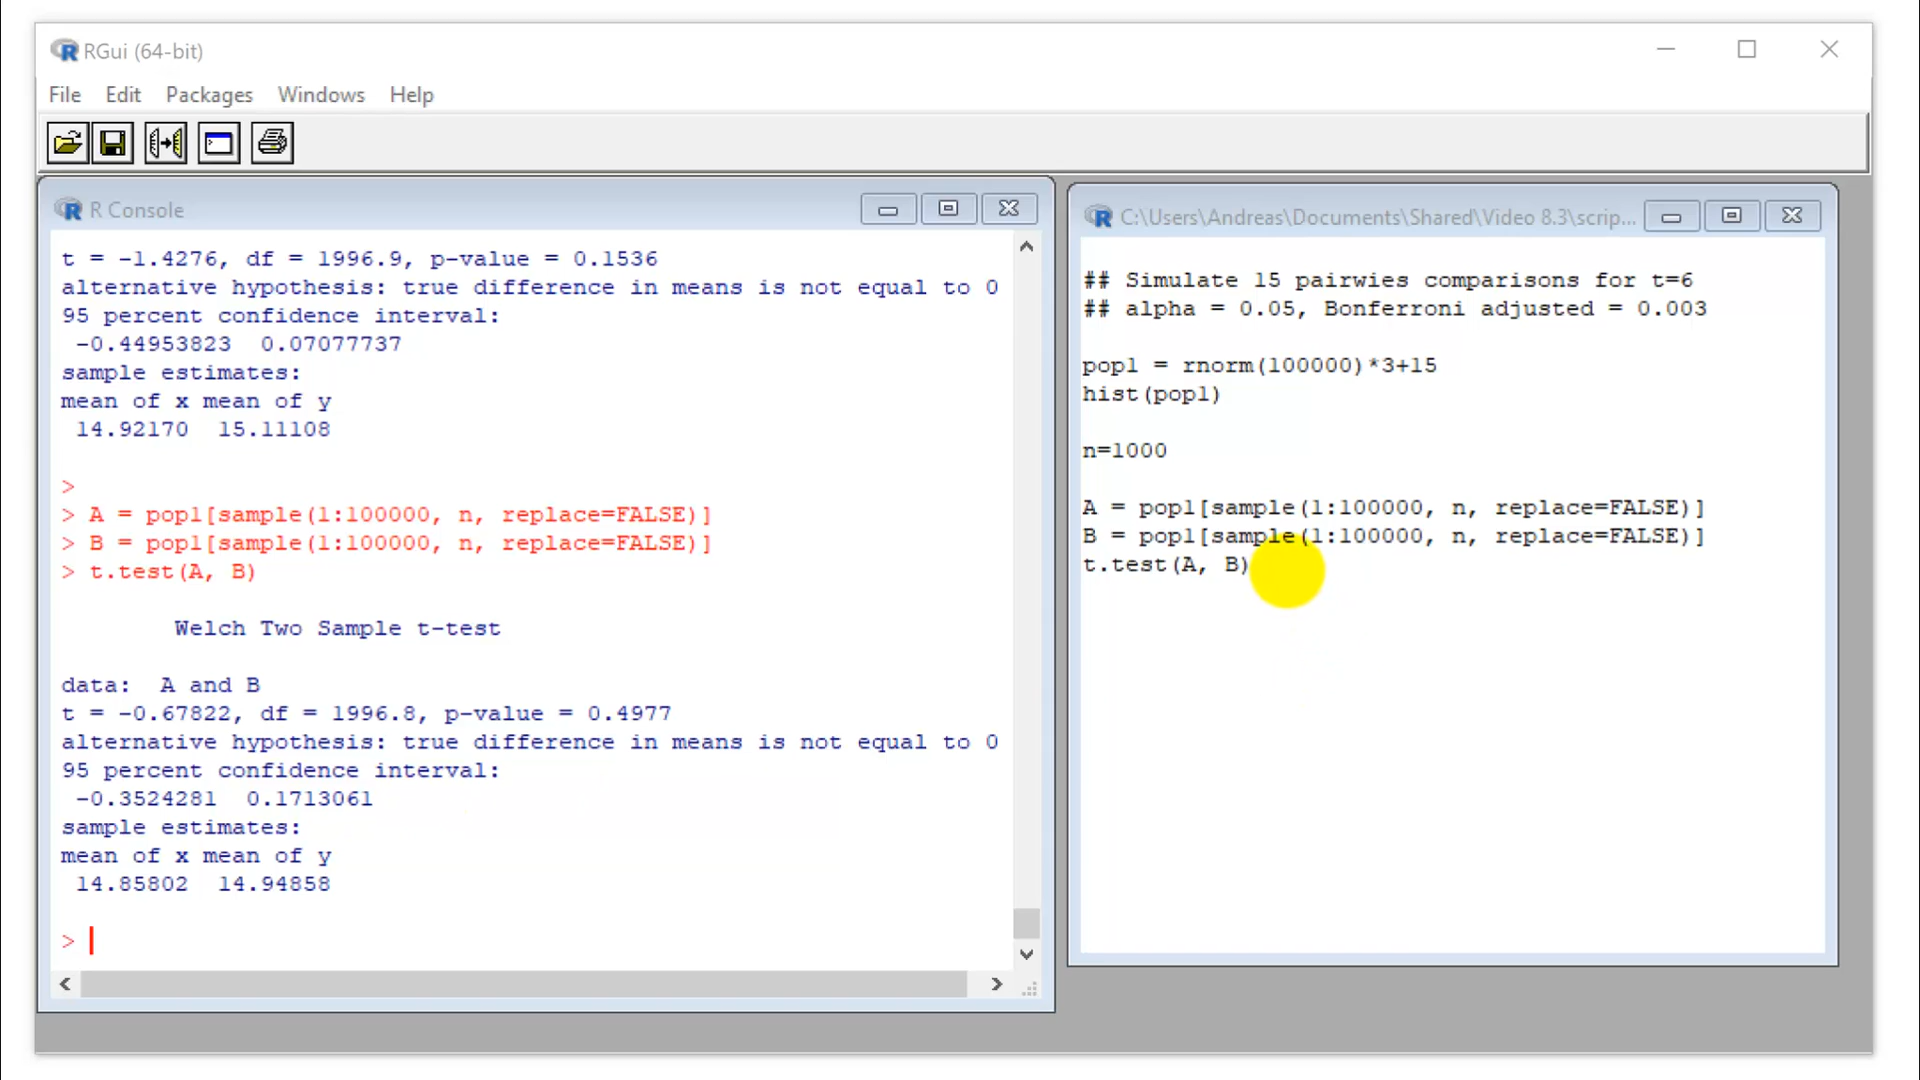 RGui (64-bit)
File Edit Packages Windows Help
R Console
t = -1.4276, df = 1996.9, p-value = 0.1536
alternative hypothesis: true difference in means is not equal to 0
95 percent confidence interval:
-0.44953823 0.07077737
sample estimates:
mean of x mean of y
14.92170 15.11108
>
> A = pop1[sample(1:100000, n, replace=FALSE)]
> B = pop1[sample(1:100000, n, replace=FALSE)]
> t.test(A, B)
Welch Two Sample t-test
data: A and B
t = -0.67822, df = 1996.8, p-value = 0.4977
alternative hypothesis: true difference in means is not equal to 0
95 percent confidence interval:
-0.3524281 0.1713061
sample estimates:
mean of x mean of y
14.85802 14.94858
>
C:\Users\Andreas\Documents\Shared\Video 8.3\scrip...
## Simulate 15 pairwies comparisons for t=6
## alpha = 0.05, Bonferroni adjusted = 0.003
pop1 = rnorm(100000)*3+15
hist(pop1)
n=1000
A = pop1[sample(1:100000, n, replace=FALSE)]
B = pop1[sample(1:100000, n, replace=FALSE)]
t.test(A, B)